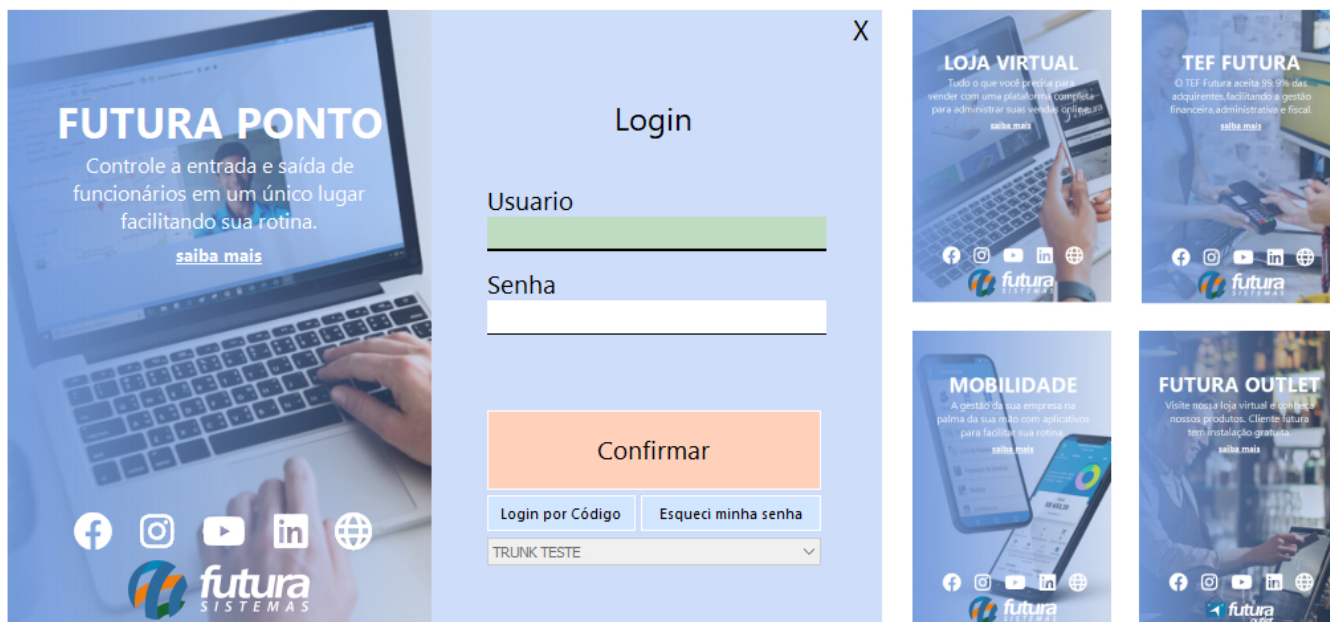 FUTURA PONTO
Controle a entrada e saída de
funcionários em um único lugar
facilitando sua rotina.
saiba mais
futura
SISTEMAS
X
Login
Usuario
Senha
Confirmar
Login por Código
Esqueci minha senha
TRUNK TESTE
LOJA VIRTUAL
Tudo o que você precisa para
vender com uma plataforma completa
para administrar suas vendas online.
saiba mais
futura
SISTEMAS
TEF FUTURA
O TEF Futura aceita 99,9% das
adquirentes,facilitando a gestão
financeira,administrativa e fiscal.
saiba mais
futura
SISTEMAS
MOBILIDADE
A gestão da sua empresa na
palma da sua mão com aplicativos
para facilitar sua rotina.
saiba mais
futura
FUTURA OUTLET
Visite nossa loja virtual e conheça
nossos produtos. Cliente futura
tem instalação gratuita.
saiba mais
futura
outlet